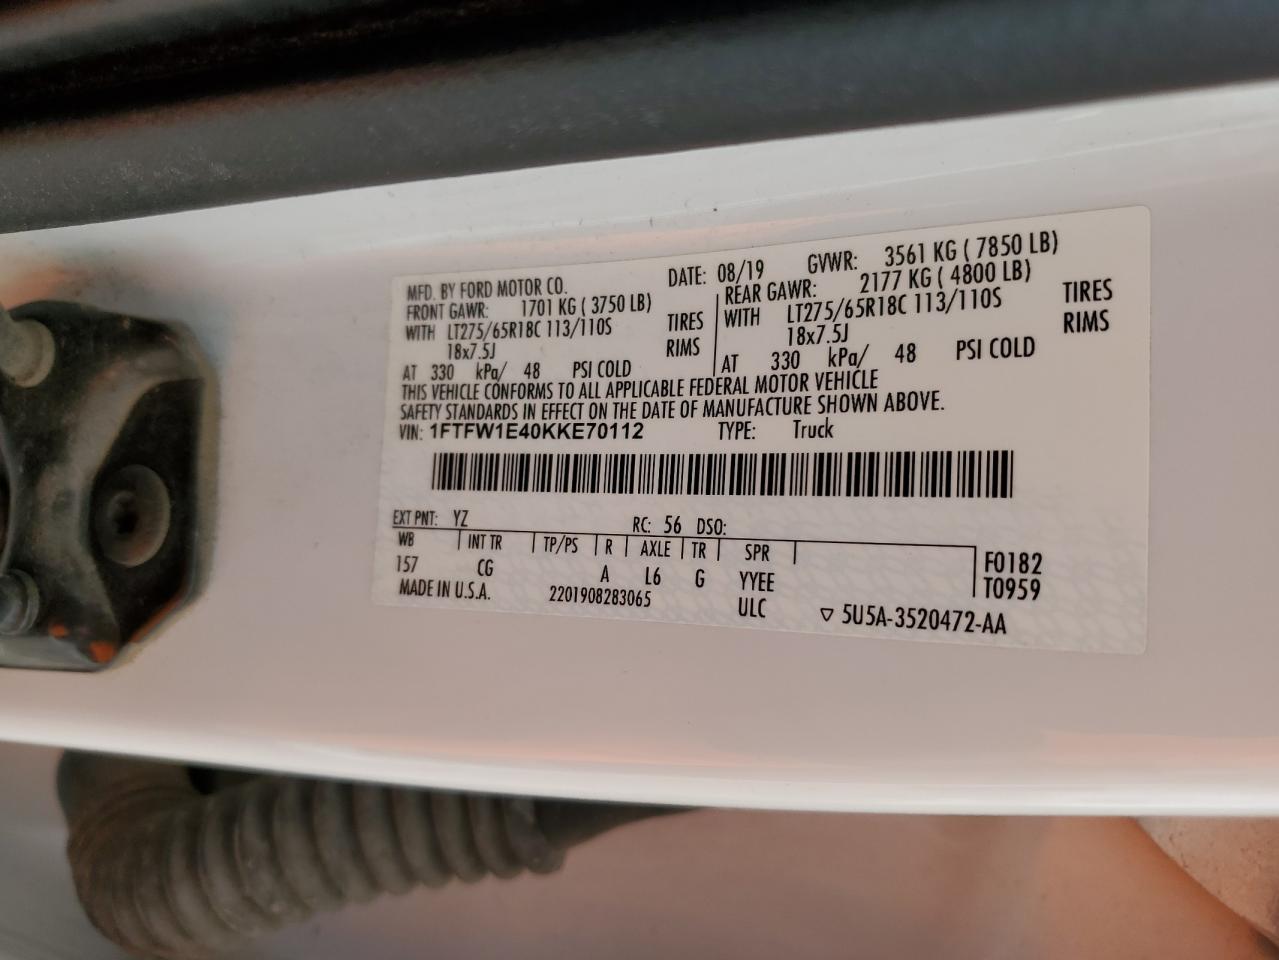 MFD. BY FORD MOTOR CO. DATE: 08/19 GVWR: 3561 KG ( 7850 LB)
FRONT GAWR: 1701 KG ( 3750 LB) REAR GAWR: 2177 KG ( 4800 LB)
WITH LT275/65R18C 113/110S TIRES WITH LT275/65R18C 113/110S TIRES
18x7.5J RIMS 18x7.5J RIMS
AT 330 kPa/ 48 PSI COLD AT 330 kPa/ 48 PSI COLD
THIS VEHICLE CONFORMS TO ALL APPLICABLE FEDERAL MOTOR VEHICLE
SAFETY STANDARDS IN EFFECT ON THE DATE OF MANUFACTURE SHOWN ABOVE.
VIN: 1FTFW1E40KKE70112 TYPE: Truck
EXT PNT: YZ RC: 56 DSO:
WB INT TR TP/PS R AXLE TR SPR F0182
157 CG A L6 G YYEE T0959
MADE IN U.S.A. 2201908283065 ULC ▽ 5U5A-3520472-AA